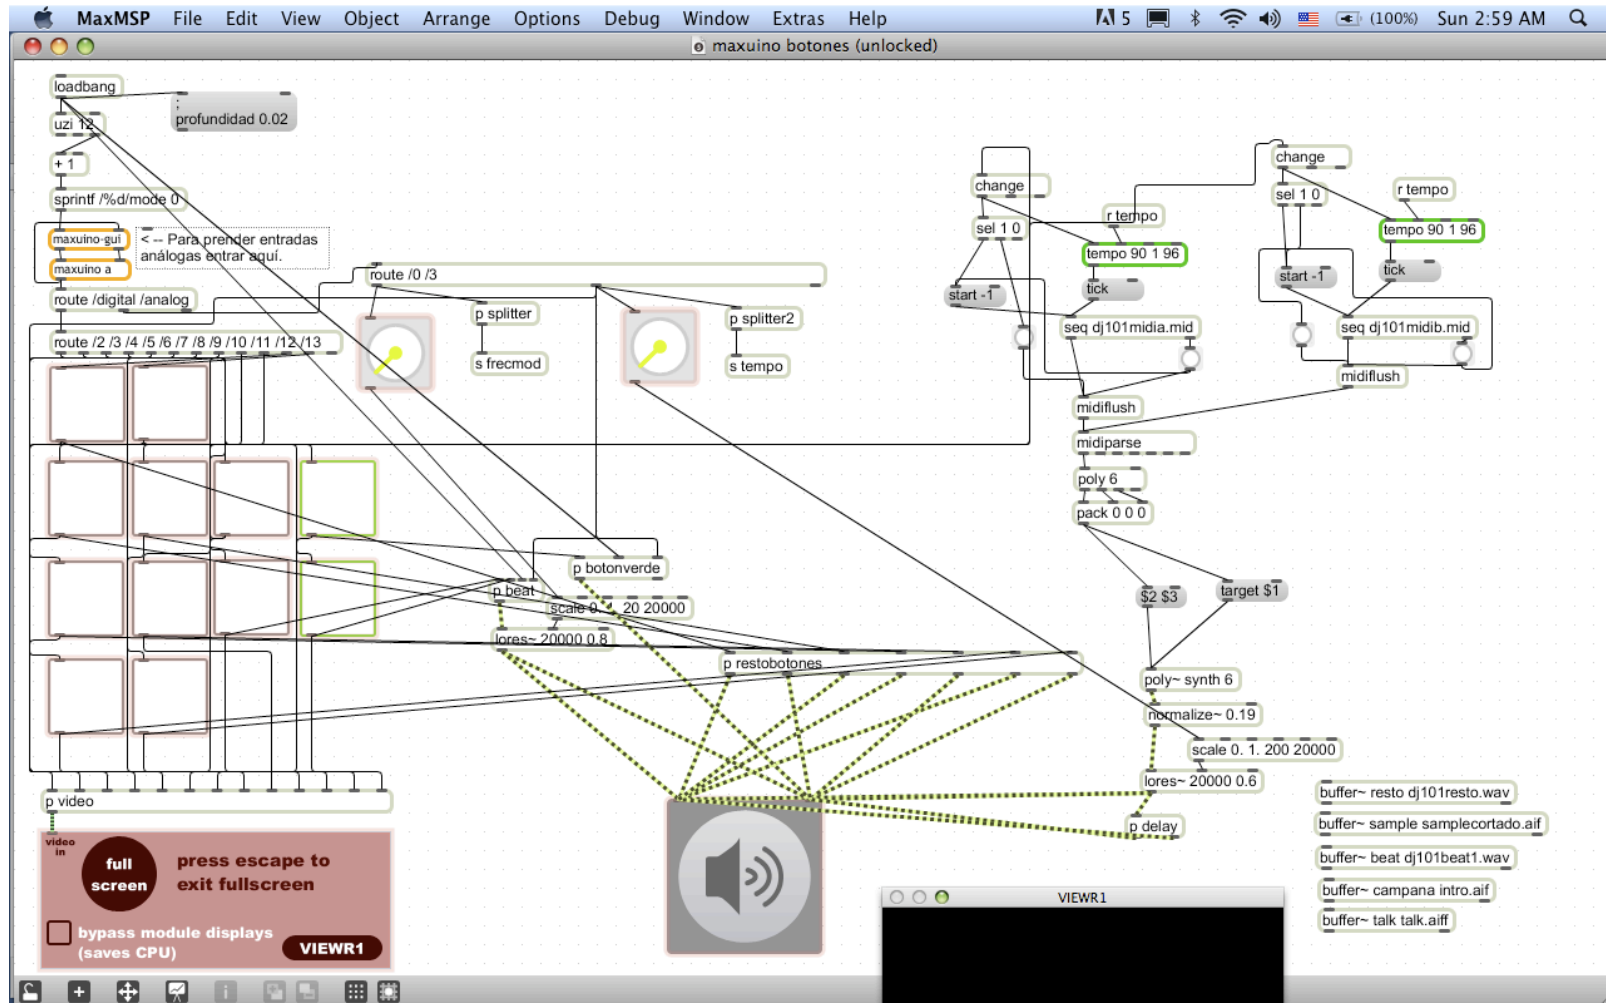 MaxMSP File Edit View Object Arrange Options Debug Window Extras Help
5 (100%) Sun 2:59 AM
maxuino botones (unlocked)
loadbang
;
profundidad 0.02
uzi 12
+ 1
sprintf /%d/mode 0
maxuino-gui
< -- Para prender entradas
análogas entrar aquí.
maxuino a
route /digital /analog
route /0 /3
route /2 /3 /4 /5 /6 /7 /8 /9 /10 /11 /12 /13
p splitter
s frecmod
p splitter2
s tempo
change
sel 1 0
r tempo
tempo 90 1 96
start -1
tick
seq dj101midia.mid
change
sel 1 0
r tempo
tempo 90 1 96
start -1
tick
seq dj101midib.mid
midiflush
midiflush
midiparse
poly 6
pack 0 0 0
p botonverde
p beat
scale 0. 1. 20 20000
lores~ 20000 0.8
p restobotones
$2 $3
target $1
poly~ synth 6
normalize~ 0.19
scale 0. 1. 200 20000
lores~ 20000 0.6
p delay
buffer~ resto dj101resto.wav
buffer~ sample samplecortado.aif
buffer~ beat dj101beat1.wav
buffer~ campana intro.aif
buffer~ talk talk.aiff
p video
video
in
full
screen
press escape to
exit fullscreen
bypass module displays
(saves CPU)
VIEWR1
VIEWR1